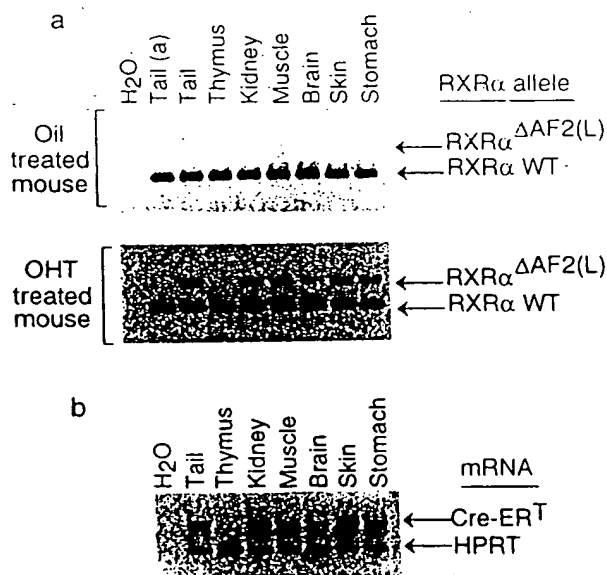 a
H2O
Tail (a)
Tail
Thymus
Kidney
Muscle
Brain
Skin
Stomach
RXRα allele
Oil treated mouse
RXRα ΔAF2(L)
RXRα WT
OHT treated mouse
RXRα ΔAF2(L)
RXRα WT
b
H2O
Tail
Thymus
Kidney
Muscle
Brain
Skin
Stomach
mRNA
Cre-ER T
HPRT